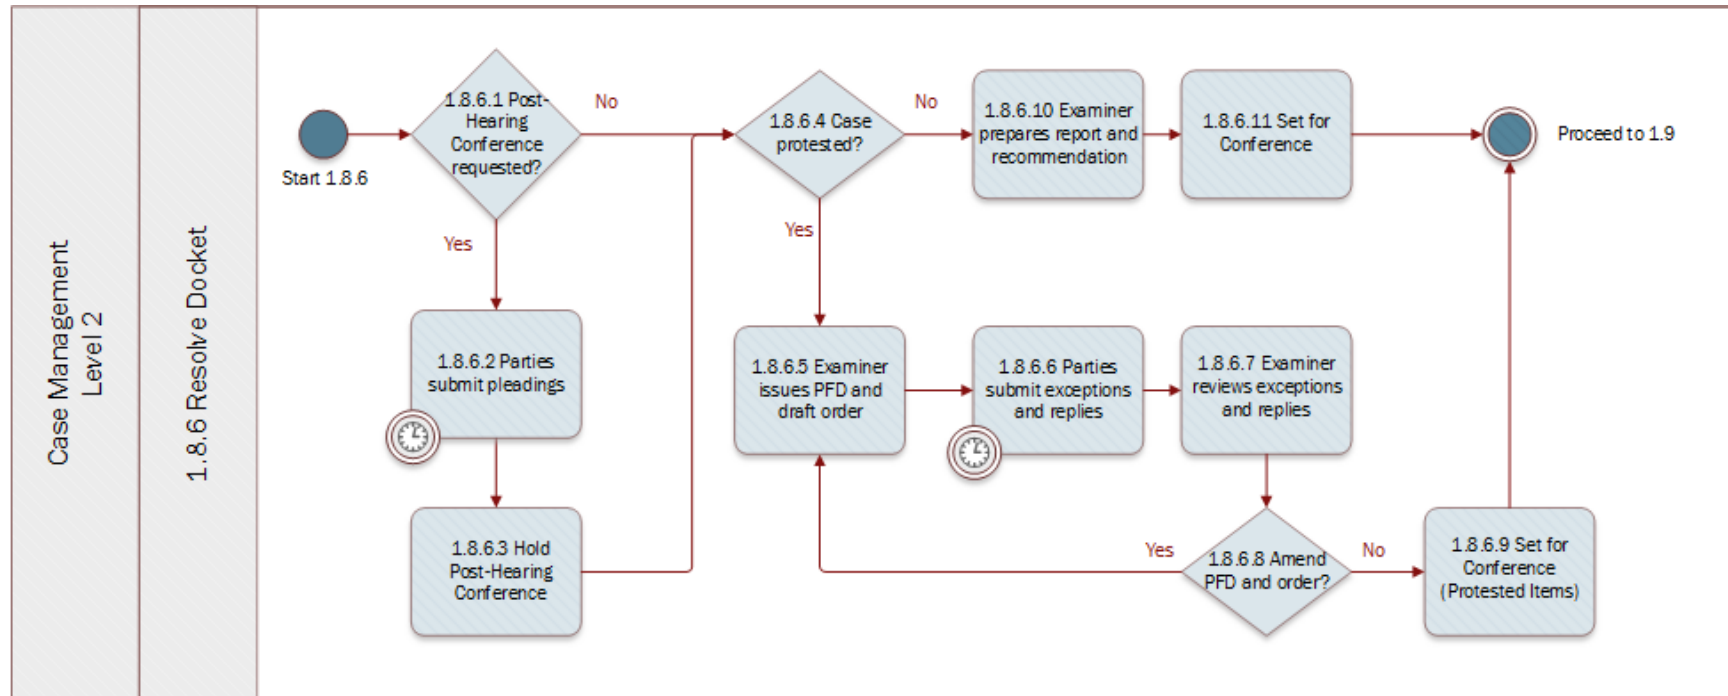 Case Management
Level 2
1.8.6 Resolve Docket
Start 1.8.6
1.8.6.1 Post-
Hearing
Conference
requested?
No
Yes
1.8.6.2 Parties
submit pleadings
1.8.6.3 Hold
Post-Hearing
Conference
1.8.6.4 Case
protested?
No
Yes
1.8.6.10 Examiner
prepares report and
recommendation
1.8.6.11 Set for
Conference
Proceed to 1.9
1.8.6.5 Examiner
issues PFD and
draft order
1.8.6.6 Parties
submit exceptions
and replies
1.8.6.7 Examiner
reviews exceptions
and replies
1.8.6.8 Amend
PFD and order?
Yes
No
1.8.6.9 Set for
Conference
(Protested Items)